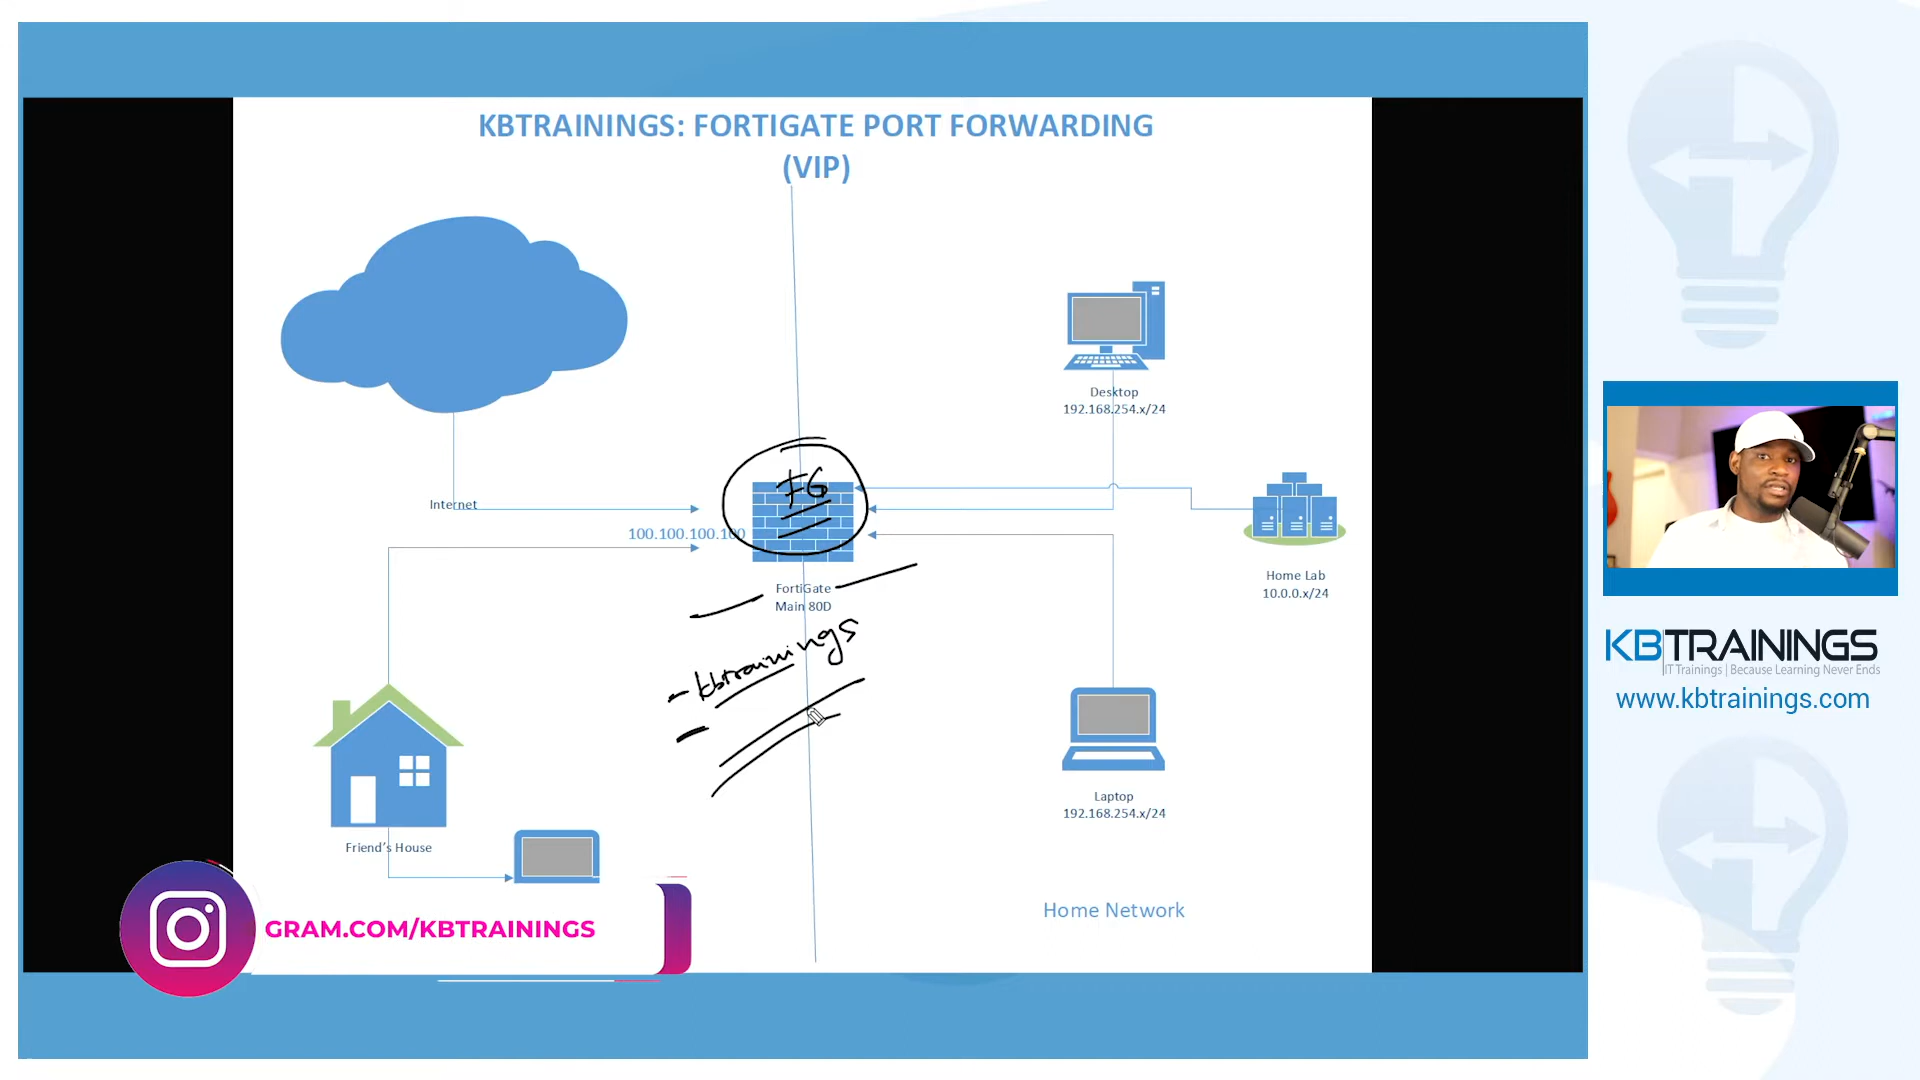 KBTRAININGS: FORTIGATE PORT FORWARDING
(VIP)
Desktop
192.168.254.x/24
FG
Internet
100.100.100.100
Home Lab
10.0.0.x/24
FortiGate
Main 80D
- kbtrainings
-
Laptop
192.168.254.x/24
Friend's House
Home Network
GRAM.COM/KBTRAININGS
KBTRAININGS
IT Trainings | Because Learning Never Ends
www.kbtrainings.com